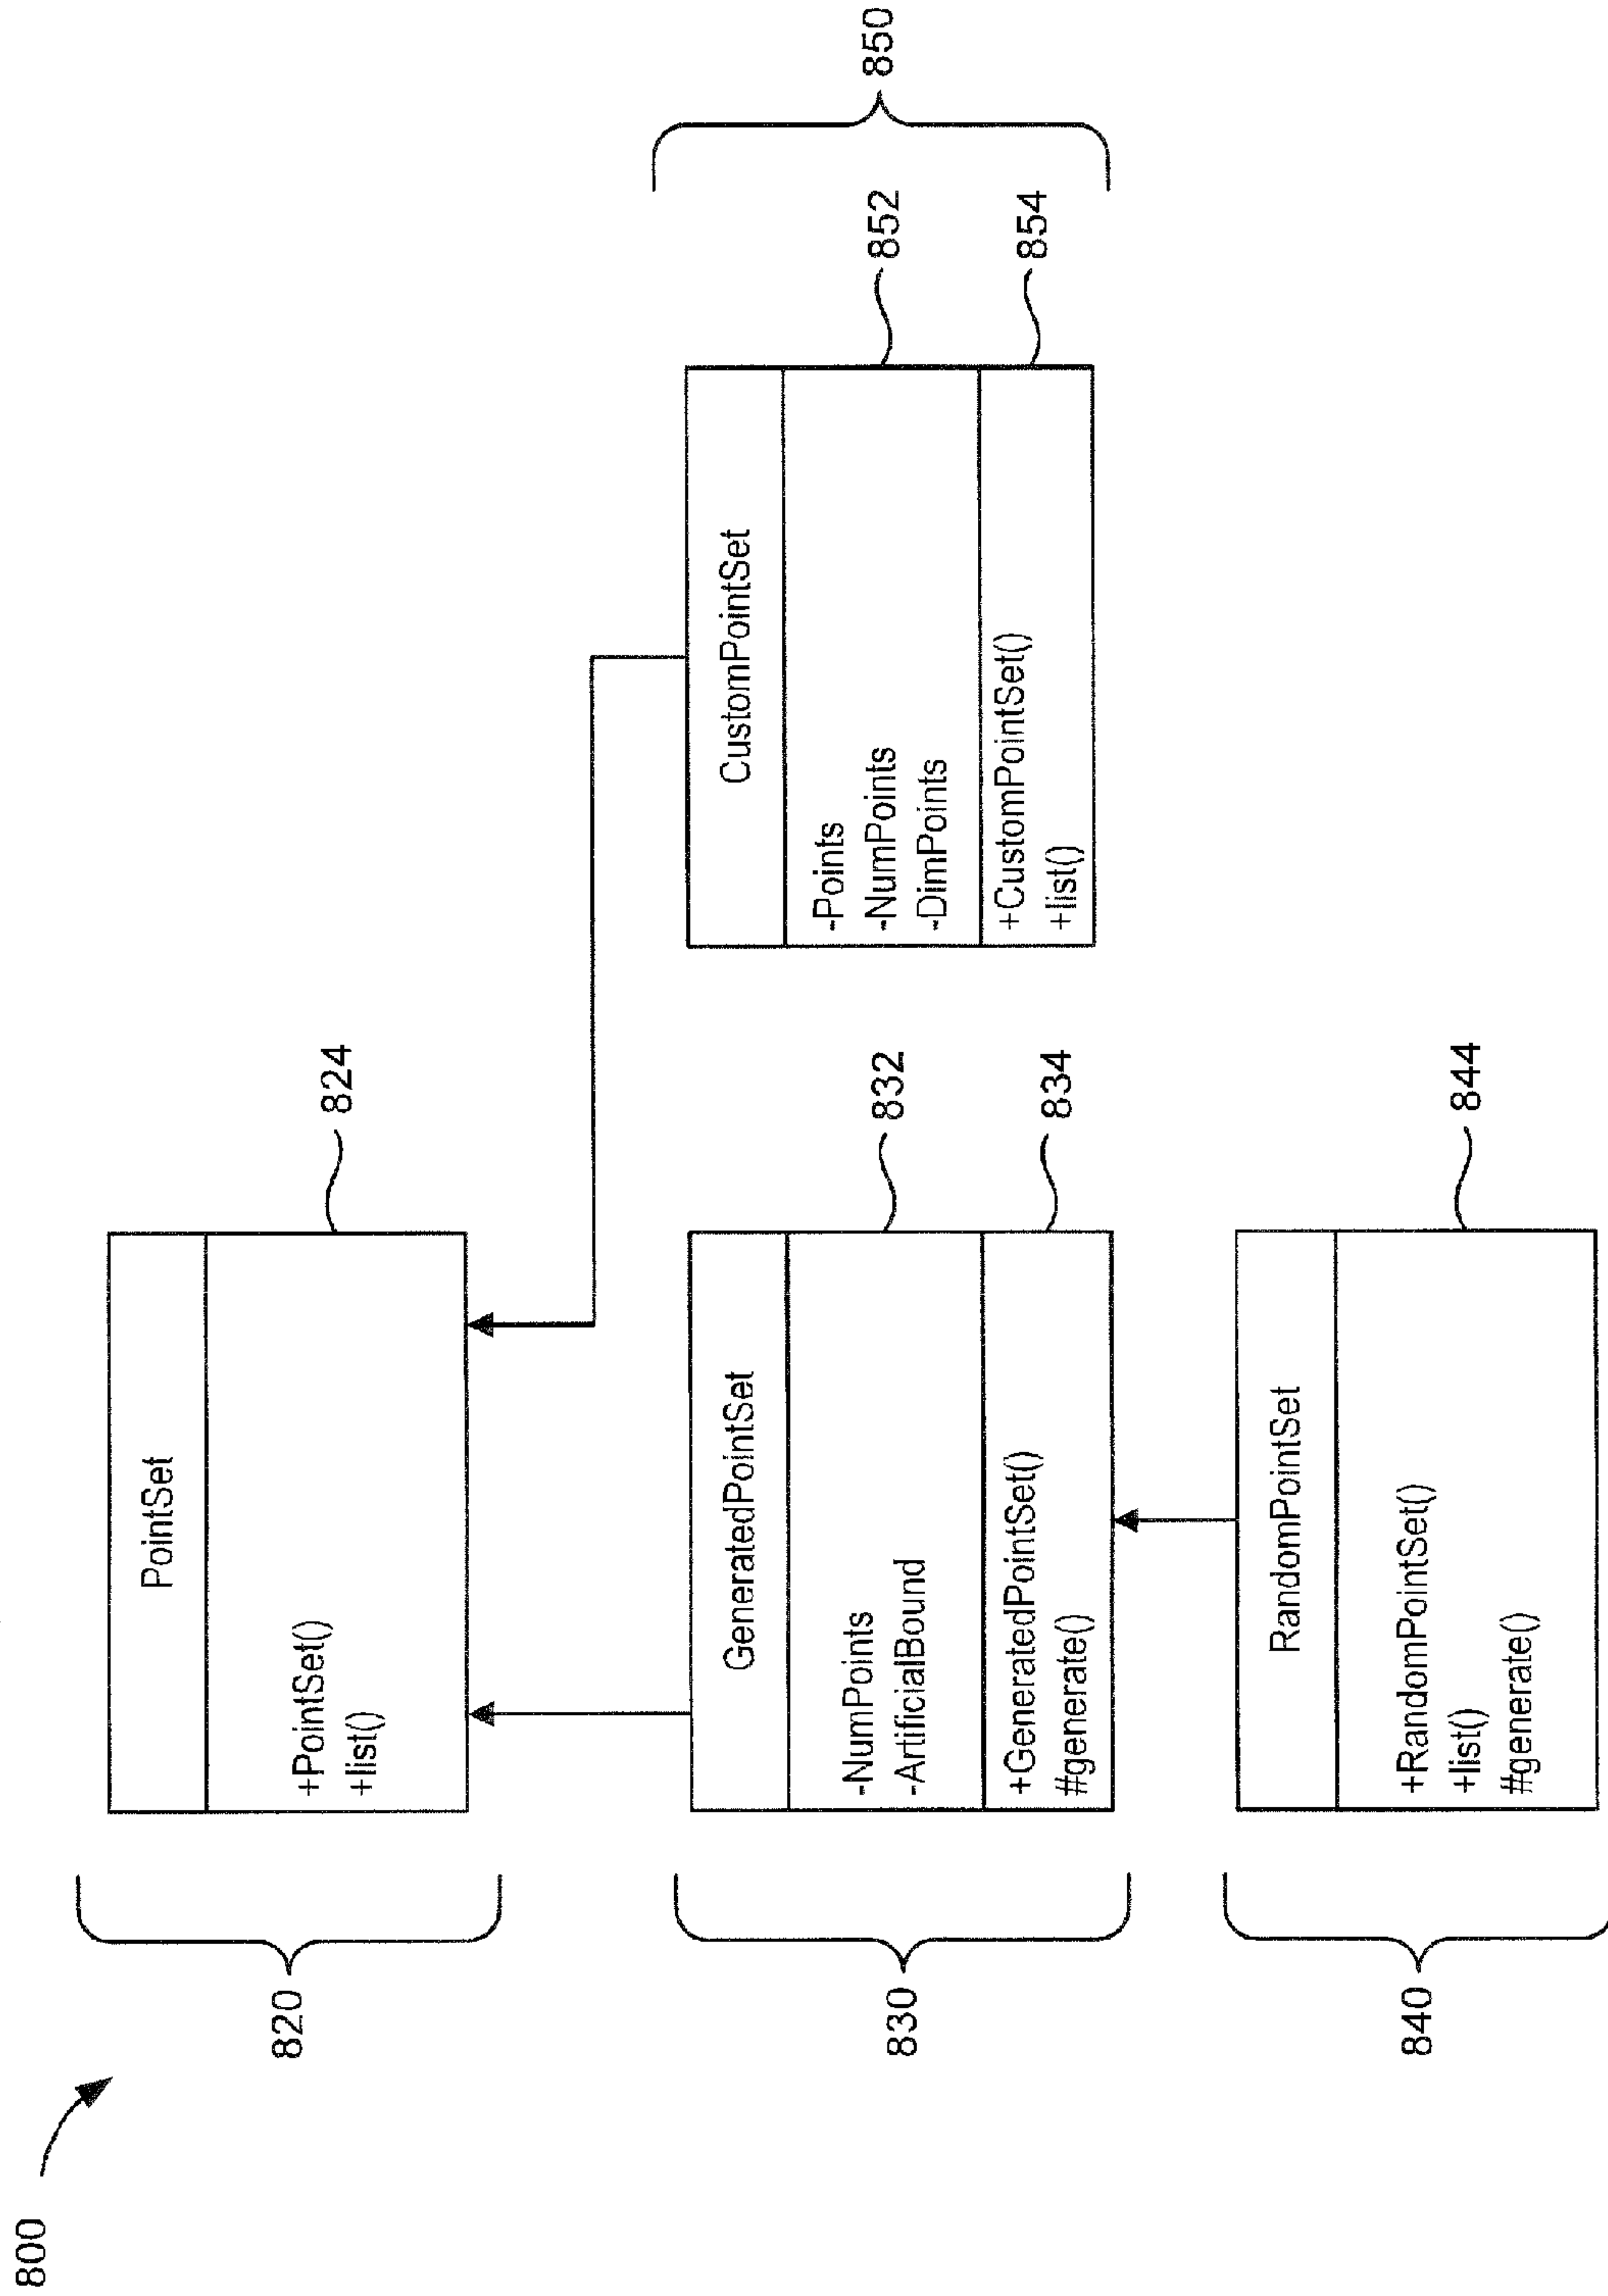 800
820
PointSet
+PointSet()
+list()
824
830
GeneratedPointSet
-NumPoints
-ArtificialBound
+GeneratedPointSet()
#generate()
832
834
CustomPointSet
-Points
-NumPoints
-DimPoints
+CustomPointSet()
+list()
852
854
850
840
RandomPointSet
+RandomPointSet()
+list()
#generate()
844